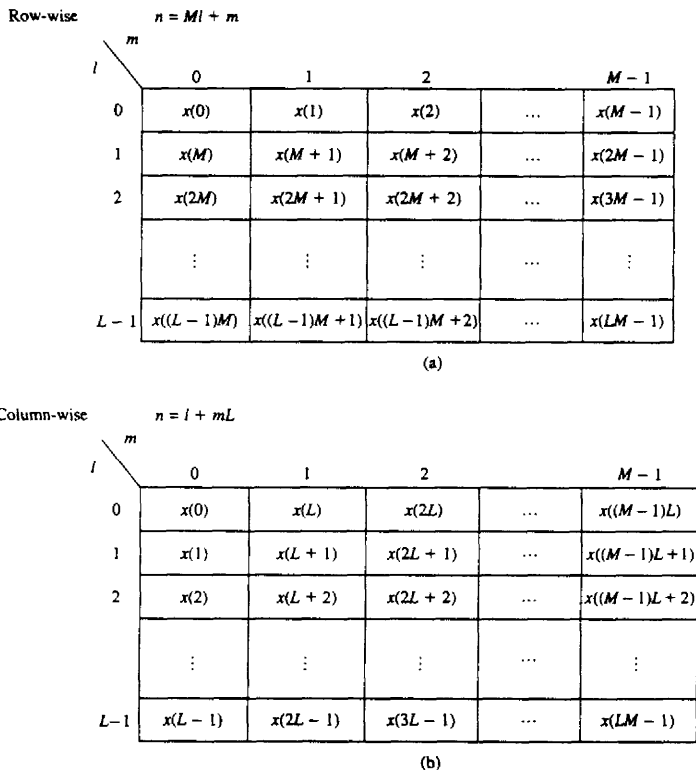 Row-wise n = Ml + m
m
l
0 1 2 M − 1
0 x(0) x(1) x(2) ... x(M − 1)
1 x(M) x(M + 1) x(M + 2) ... x(2M − 1)
2 x(2M) x(2M + 1) x(2M + 2) ... x(3M − 1)
⋮ ⋮ ⋮ ... ⋮
L − 1 x((L − 1)M) x((L − 1)M + 1) x((L − 1)M + 2) ... x(LM − 1)
(a)
Column-wise n = l + mL
m
l
0 1 2 M − 1
0 x(0) x(L) x(2L) ... x((M − 1)L)
1 x(1) x(L + 1) x(2L + 1) ... x((M − 1)L + 1)
2 x(2) x(L + 2) x(2L + 2) ... x((M − 1)L + 2)
⋮ ⋮ ⋮ ... ⋮
L−1 x(L − 1) x(2L − 1) x(3L − 1) ... x(LM − 1)
(b)